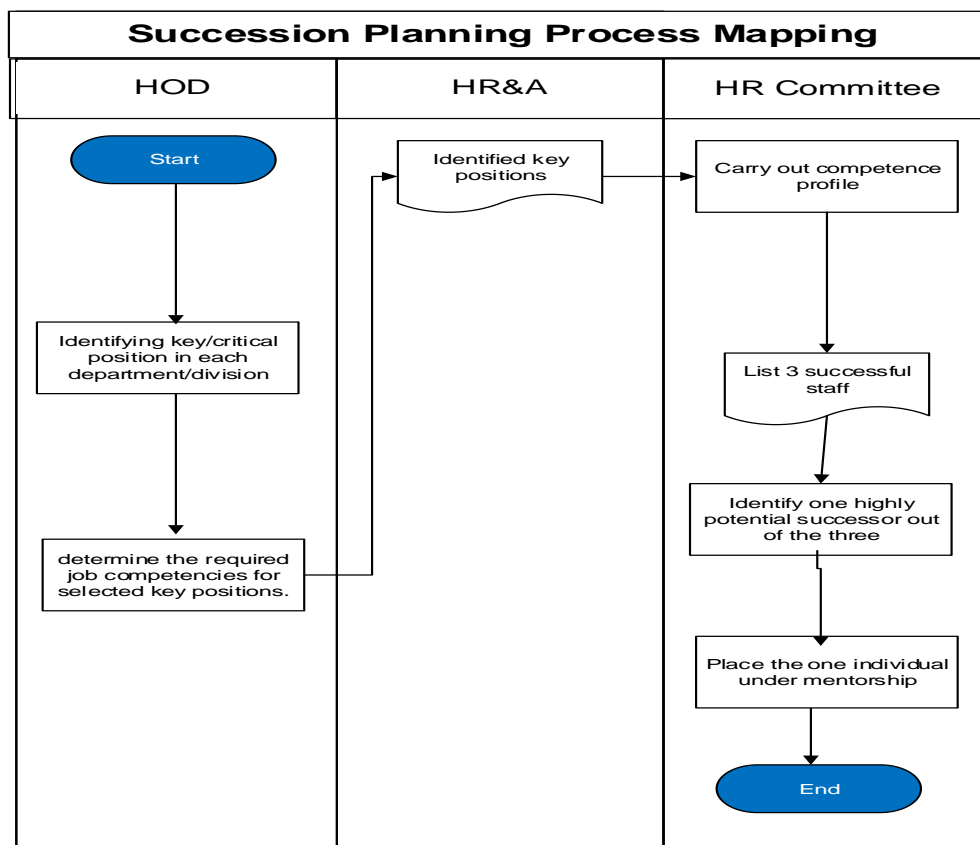 Succession Planning Process Mapping
HOD
HR&A
HR Committee
Start
Identifying key/critical
position in each
department/division
determine the required
job competencies for
selected key positions.
Identified key
positions
Carry out competence
profile
List 3 successful
staff
Identify one highly
potential successor out
of the three
Place the one individual
under mentorship
End